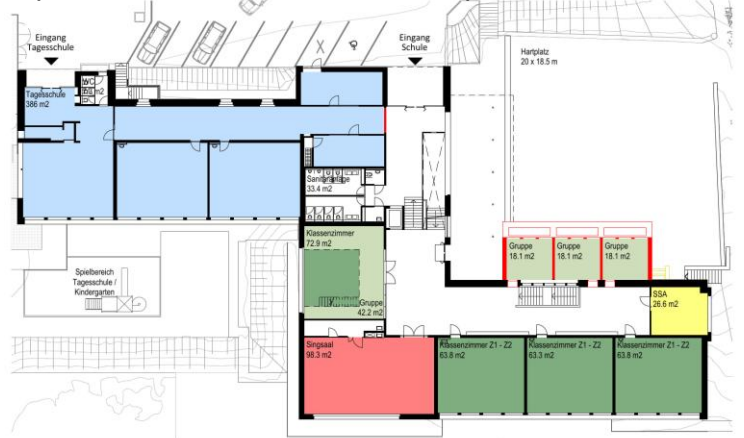 Eingang
Tagesschule
Eingang
Schule
Hartplatz
20 x 18.5 m
Tagesschule
386 m2
WC
m2
Sanitäranlage
33.4 m2
Klassenzimmer
72.9 m2
Gruppe
42.2 m2
Gruppe
18.1 m2
Gruppe
18.1 m2
Gruppe
18.1 m2
SSA
26.6 m2
Spielbereich
Tagesschule /
Kindergarten
Singsaal
98.3 m2
Klassenzimmer Z1 - Z2
63.8 m2
Klassenzimmer Z1 - Z2
63.3 m2
Klassenzimmer Z1 - Z2
63.8 m2